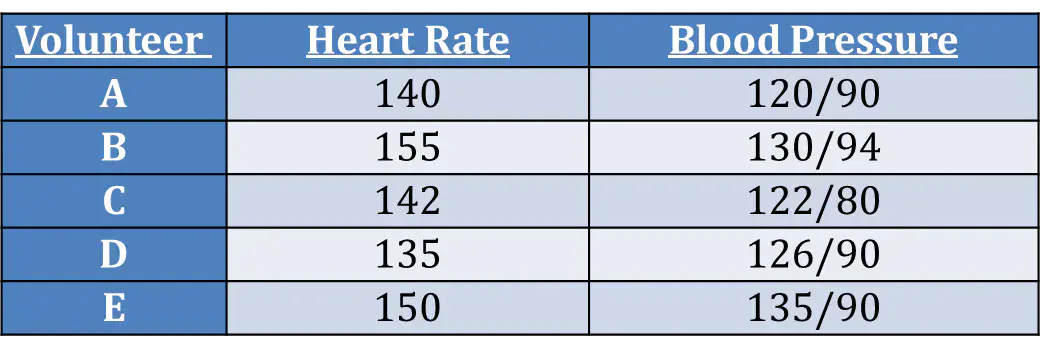 Volunteer Heart Rate Blood Pressure
A 140 120/90
B 155 130/94
C 142 122/80
D 135 126/90
E 150 135/90